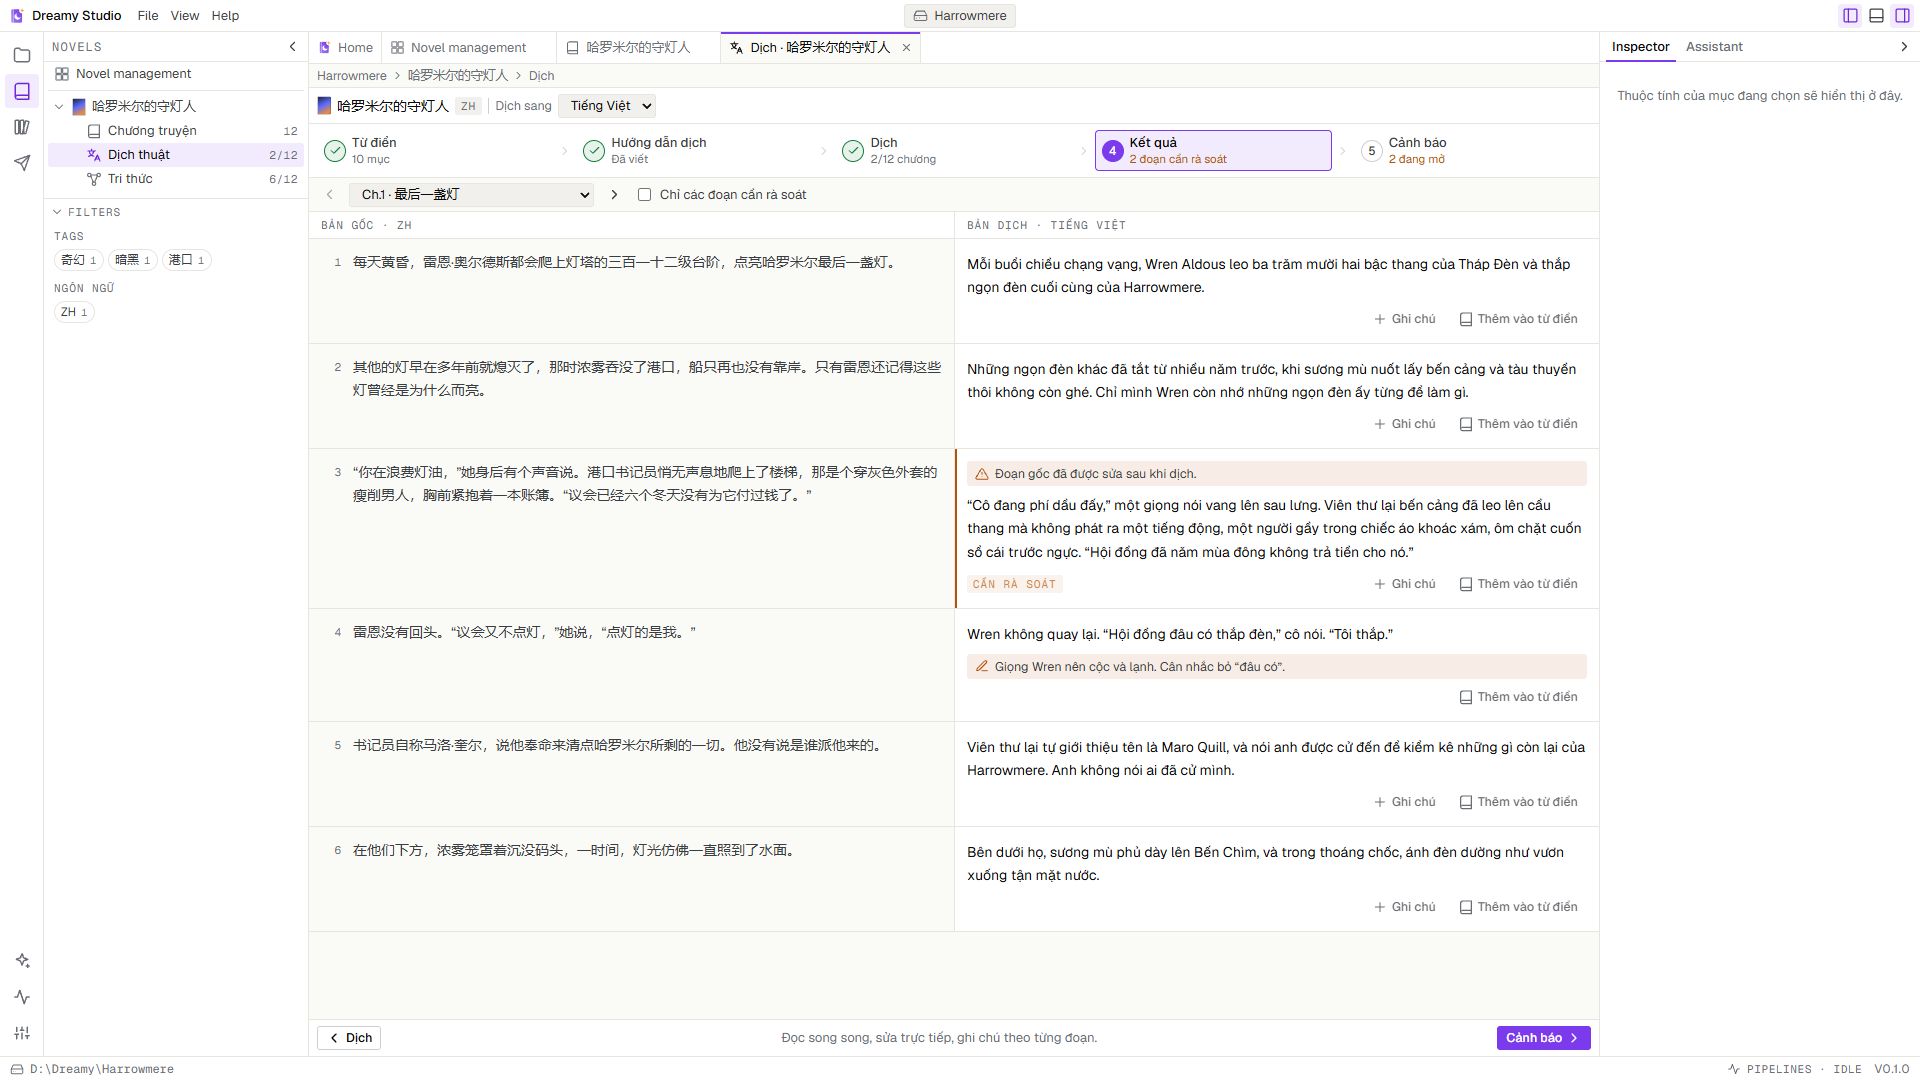 Dreamy Studio File View Help
Harrowmere
NOVELS
Novel management
哈罗米尔的守灯人
Chương truyện 12
Dịch thuật 2/12
Tri thức 6/12
FILTERS
TAGS
奇幻 1 暗黑 1 港口 1
NGÔN NGỮ
ZH 1
Home
Novel management
哈罗米尔的守灯人
Dịch · 哈罗米尔的守灯人
Harrowmere > 哈罗米尔的守灯人 > Dịch
哈罗米尔的守灯人 ZH Dịch sang Tiếng Việt
Từ điển
10 mục
Hướng dẫn dịch
Đã viết
Dịch
2/12 chương
4 Kết quả
2 đoạn cần rà soát
5 Cảnh báo
2 đang mở
Ch.1 · 最后一盏灯
Chỉ các đoạn cần rà soát
BẢN GỐC · ZH
BẢN DỊCH · TIẾNG VIỆT
1 每天黄昏，雷恩·奥尔德斯都会爬上灯塔的三百一十二级台阶，点亮哈罗米尔最后一盏灯。
Mỗi buổi chiều chạng vạng, Wren Aldous leo ba trăm mười hai bậc thang của Tháp Đèn và thắp
ngọn đèn cuối cùng của Harrowmere.
Ghi chú Thêm vào từ điển
2 其他的灯早在多年前就熄灭了，那时浓雾吞没了港口，船只再也没有靠岸。只有雷恩还记得这些
灯曾经是为什么而亮。
Những ngọn đèn khác đã tắt từ nhiều năm trước, khi sương mù nuốt lấy bến cảng và tàu thuyền
thôi không còn ghé. Chỉ mình Wren còn nhớ những ngọn đèn ấy từng để làm gì.
Ghi chú Thêm vào từ điển
3 “你在浪费灯油，”她身后有个声音说。港口书记员悄无声息地爬上了楼梯，那是个穿灰色外套的
瘦削男人，胸前紧抱着一本账簿。“议会已经六个冬天没有为它付过钱了。”
Đoạn gốc đã được sửa sau khi dịch.
“Cô đang phí dầu đấy,” một giọng nói vang lên sau lưng. Viên thư lại bến cảng đã leo lên cầu
thang mà không phát ra một tiếng động, một người gầy trong chiếc áo khoác xám, ôm chặt cuốn
sổ cái trước ngực. “Hội đồng đã năm mùa đông không trả tiền cho nó.”
CẦN RÀ SOÁT
Ghi chú Thêm vào từ điển
4 雷恩没有回头。“议会又不点灯，”她说，“点灯的是我。”
Wren không quay lại. “Hội đồng đâu có thắp đèn,” cô nói. “Tôi thắp.”
Giọng Wren nên cộc và lạnh. Cân nhắc bỏ “đâu có”.
Thêm vào từ điển
5 书记员自称马洛·奎尔，说他奉命来清点哈罗米尔所剩的一切。他没有说是谁派他来的。
Viên thư lại tự giới thiệu tên là Maro Quill, và nói anh được cử đến để kiểm kê những gì còn lại của
Harrowmere. Anh không nói ai đã cử mình.
Ghi chú Thêm vào từ điển
6 在他们下方，浓雾笼罩着沉没码头，一时间，灯光仿佛一直照到了水面。
Bên dưới họ, sương mù phủ dày lên Bến Chìm, và trong thoáng chốc, ánh đèn dường như vươn
xuống tận mặt nước.
Ghi chú Thêm vào từ điển
Dịch
Đọc song song, sửa trực tiếp, ghi chú theo từng đoạn.
Cảnh báo
Inspector Assistant
Thuộc tính của mục đang chọn sẽ hiển thị ở đây.
D:\Dreamy\Harrowmere
PIPELINES · IDLE V0.1.0